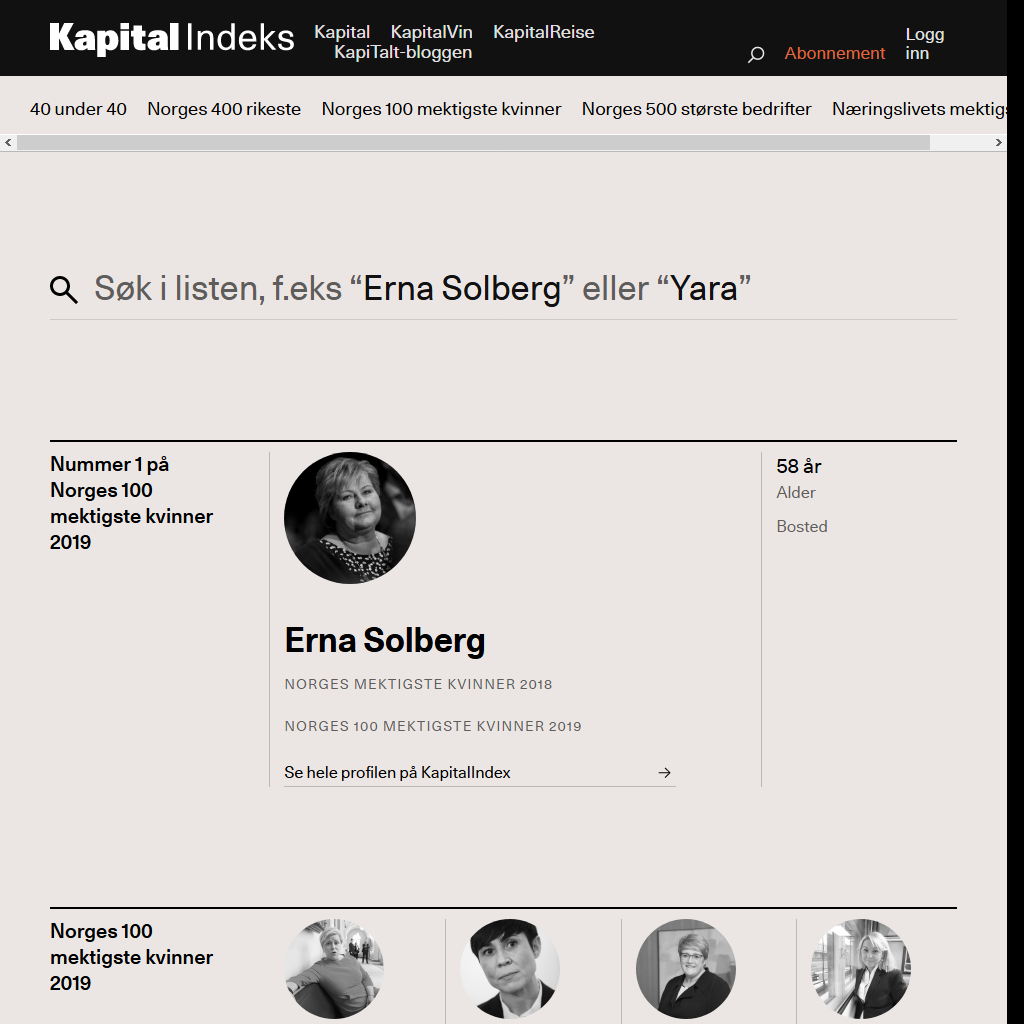 Kapital Indeks
Kapital KapitalVin KapitalReise
KapiTalt-bloggen
Abonnement
Logg
inn
40 under 40 Norges 400 rikeste Norges 100 mektigste kvinner Norges 500 største bedrifter Næringslivets mektigs
Søk i listen, f.eks “Erna Solberg” eller “Yara”
Nummer 1 på
Norges 100
mektigste kvinner
2019
58 år
Alder
Bosted
Erna Solberg
NORGES MEKTIGSTE KVINNER 2018
NORGES 100 MEKTIGSTE KVINNER 2019
Se hele profilen på KapitalIndex →
Norges 100
mektigste kvinner
2019